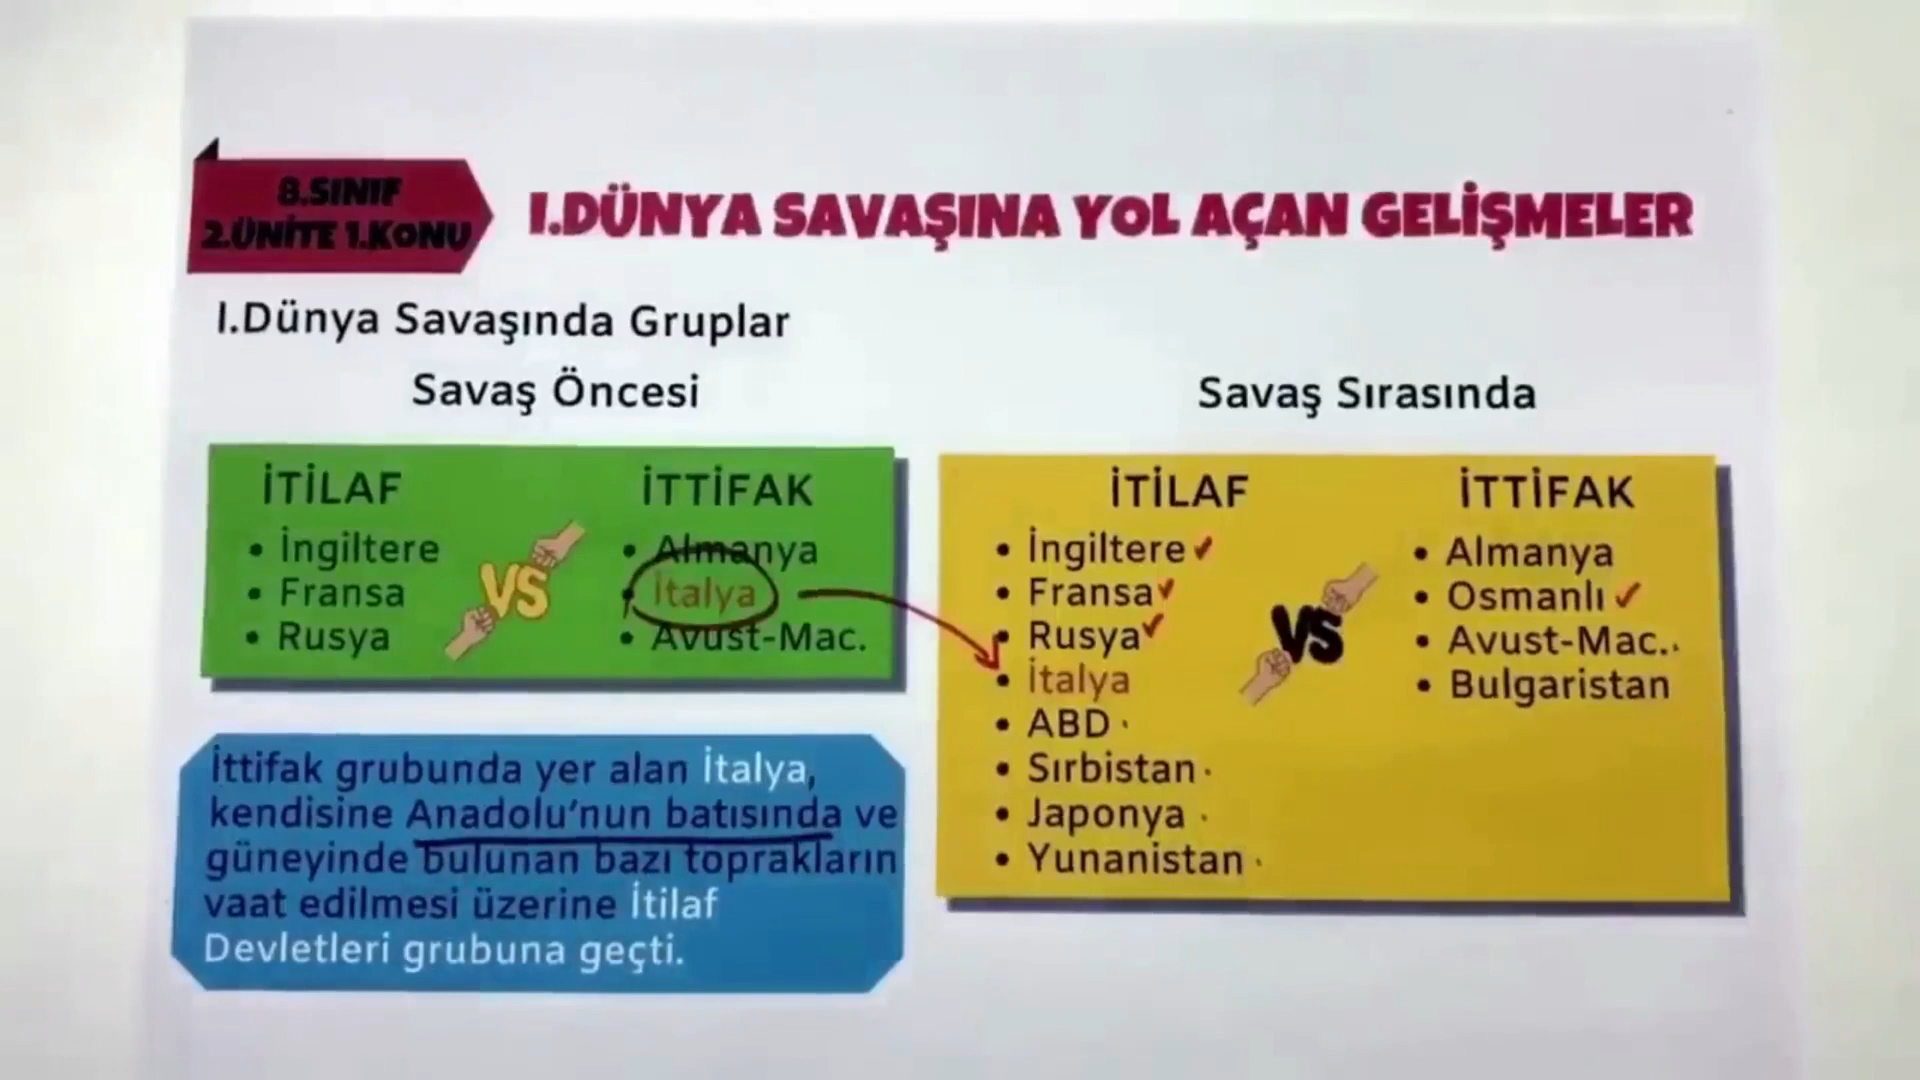 8.SINIF
2.ÜNİTE 1.KONU
I.DÜNYA SAVAŞINA YOL AÇAN GELİŞMELER
I.Dünya Savaşında Gruplar
Savaş Öncesi
İTİLAF
• İngiltere
• Fransa
• Rusya
VS
İTTİFAK
• Almanya
• İtalya
• Avust-Mac.
İttifak grubunda yer alan İtalya,
kendisine Anadolu'nun batısında ve
güneyinde bulunan bazı toprakların
vaat edilmesi üzerine İtilaf
Devletleri grubuna geçti.
Savaş Sırasında
İTİLAF
• İngiltere
• Fransa
• Rusya
• İtalya
• ABD
• Sırbistan
• Japonya
• Yunanistan
VS
İTTİFAK
• Almanya
• Osmanlı
• Avust-Mac.
• Bulgaristan